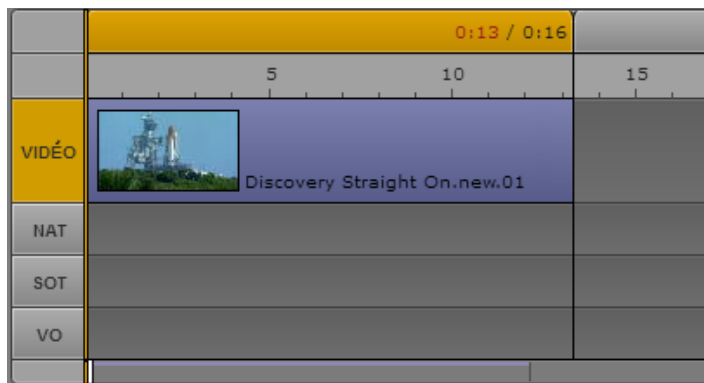 0:13 / 0:16
5 10 15
VIDÉO
Discovery Straight On.new.01
NAT
SOT
VO